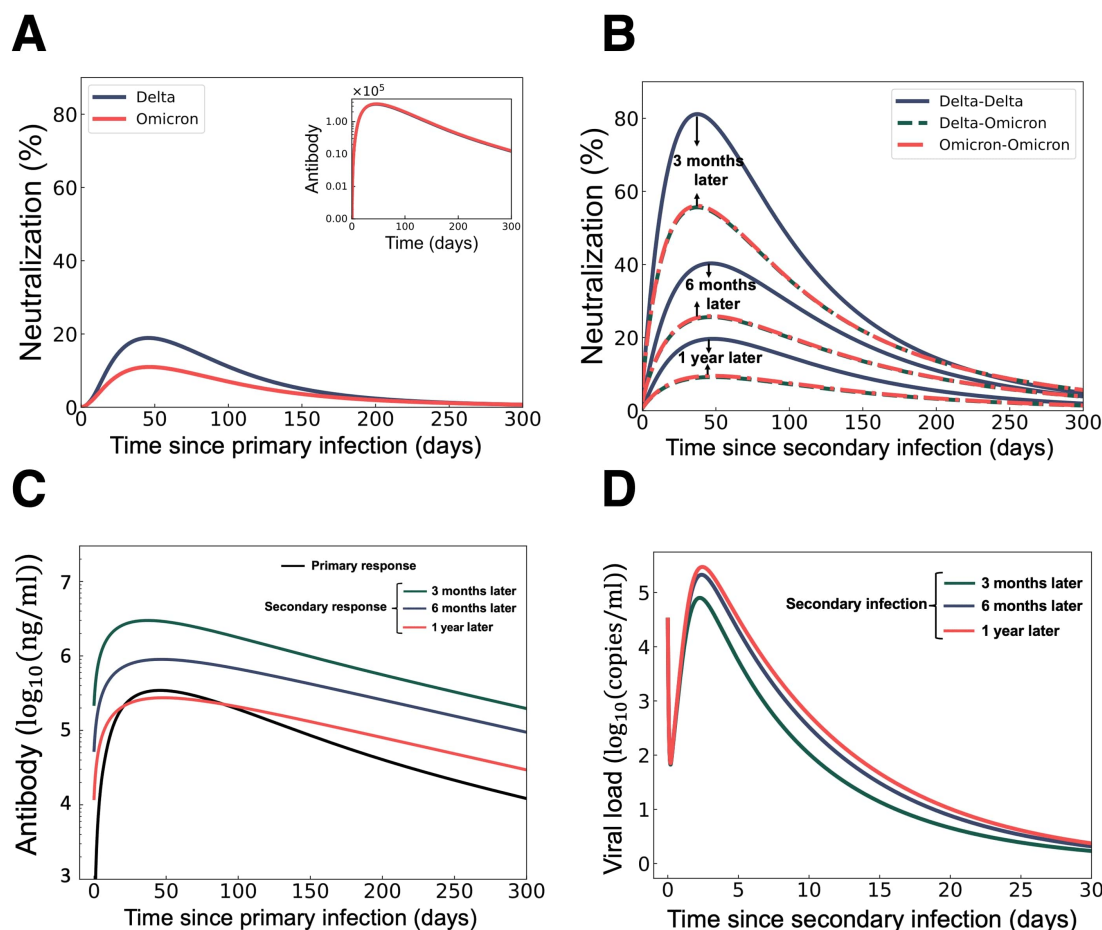 A
Neutralization (%)
80
60
40
20
0
Delta
Omicron
×10⁵
1.00
0.10
0.01
0.00
Antibody
0 100 200 300
Time (days)
0 50 100 150 200 250 300
Time since primary infection (days)
B
Neutralization (%)
80
60
40
20
0
Delta-Delta
Delta-Omicron
Omicron-Omicron
3 months
later
6 months
later
1 year later
0 50 100 150 200 250 300
Time since secondary infection (days)
C
Antibody (log₁₀(ng/ml))
7
6
5
4
3
Primary response
Secondary response
3 months later
6 months later
1 year later
0 50 100 150 200 250 300
Time since primary infection (days)
D
Viral load (log₁₀(copies/ml))
5
4
3
2
1
0
Secondary infection
3 months later
6 months later
1 year later
0 5 10 15 20 25 30
Time since secondary infection (days)